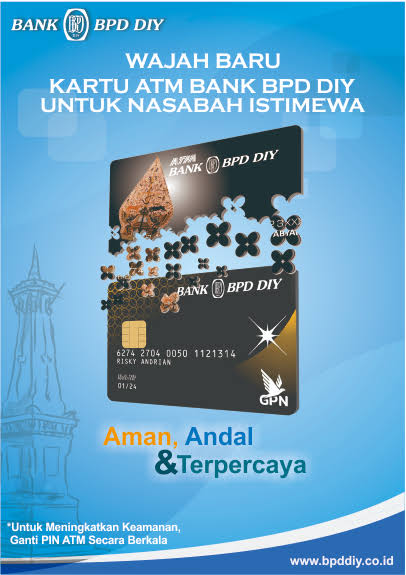 BANK BPD DIY
WAJAH BARU
KARTU ATM BANK BPD DIY
UNTUK NASABAH ISTIMEWA
ATM
BANK BPD DIY
BANK BPD DIY
6274 2704 0050 1121314
RISKY ANDRIAN
01/24
GPN
Aman, Andal
&Terpercaya
*Untuk Meningkatkan Keamanan,
Ganti PIN ATM Secara Berkala
www.bpddiy.co.id